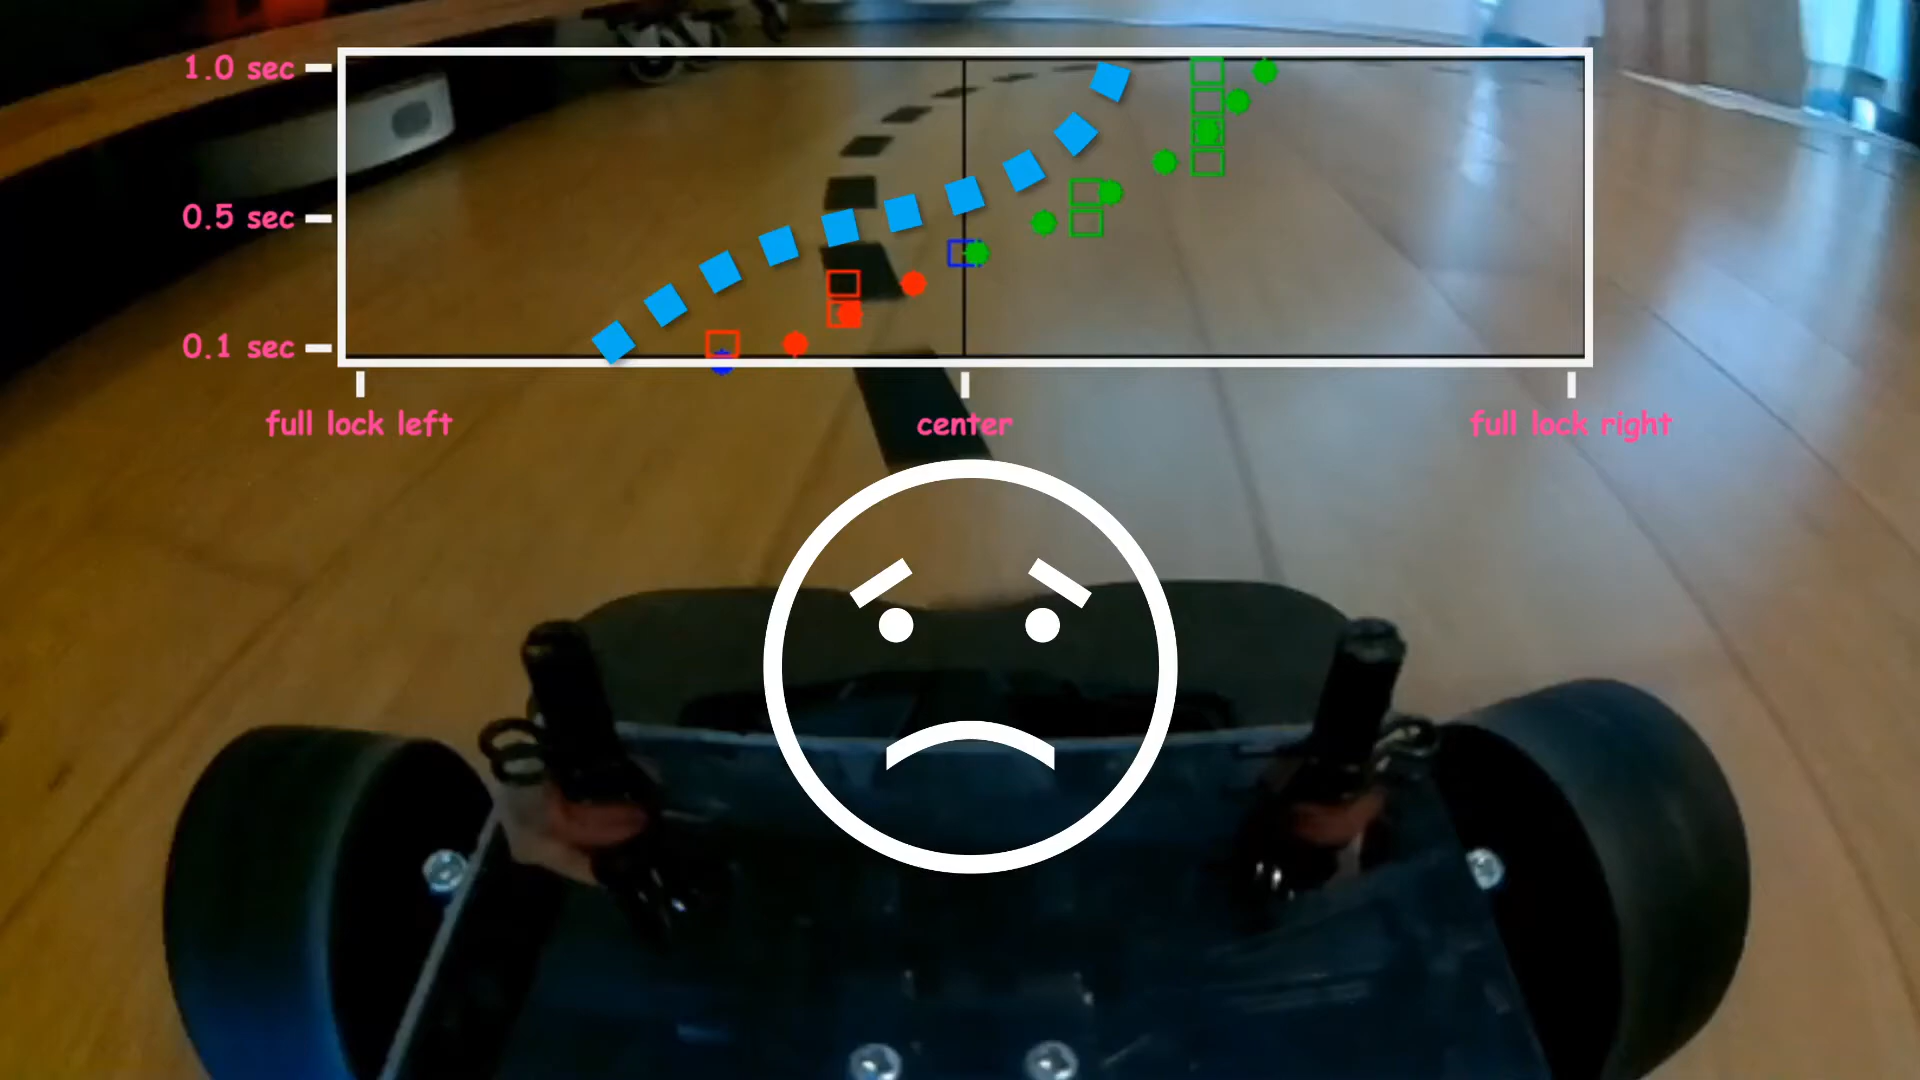 1.0 sec
0.5 sec
0.1 sec
full lock left
center
full lock right